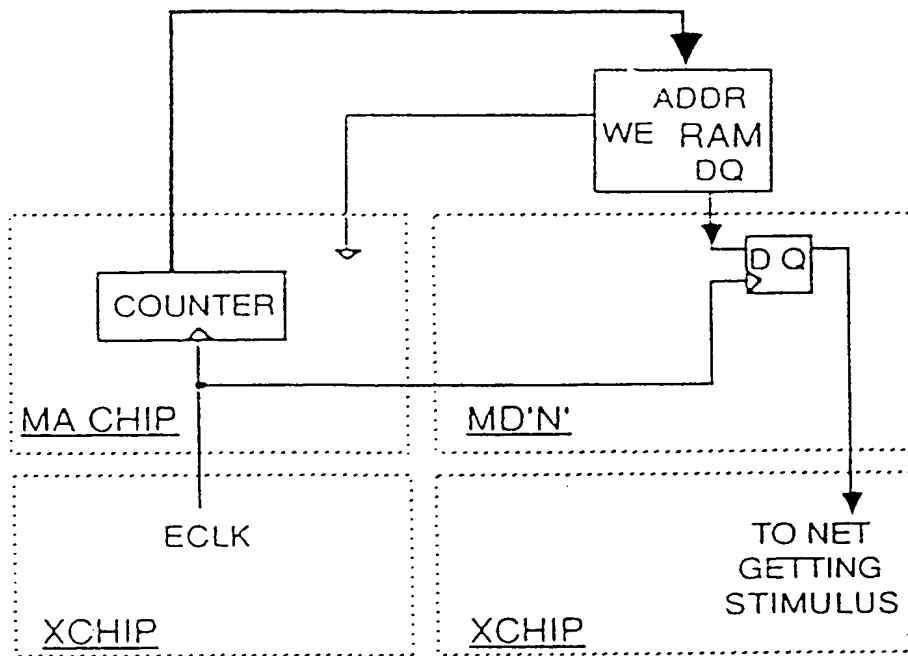 ADDR
WE RAM
DQ
D Q
COUNTER
MA CHIP
MD'N'
ECLK
TO NET
GETTING
STIMULUS
XCHIP
XCHIP